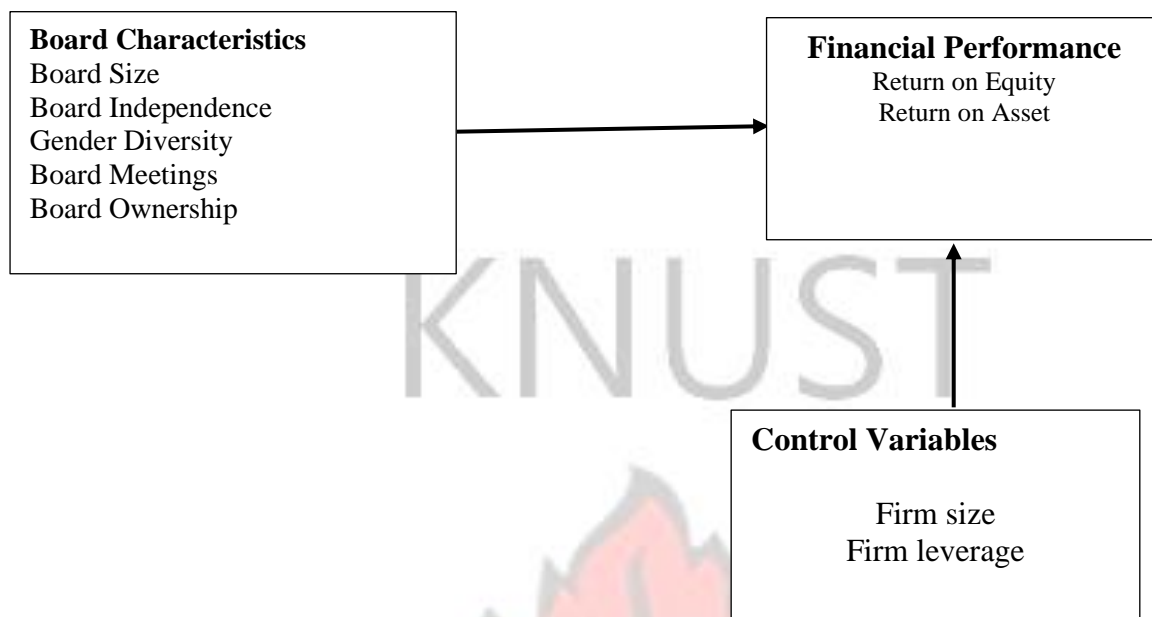 Board Characteristics
Board Size
Board Independence
Gender Diversity
Board Meetings
Board Ownership
Financial Performance
Return on Equity
Return on Asset
KNUST
Control Variables
Firm size
Firm leverage